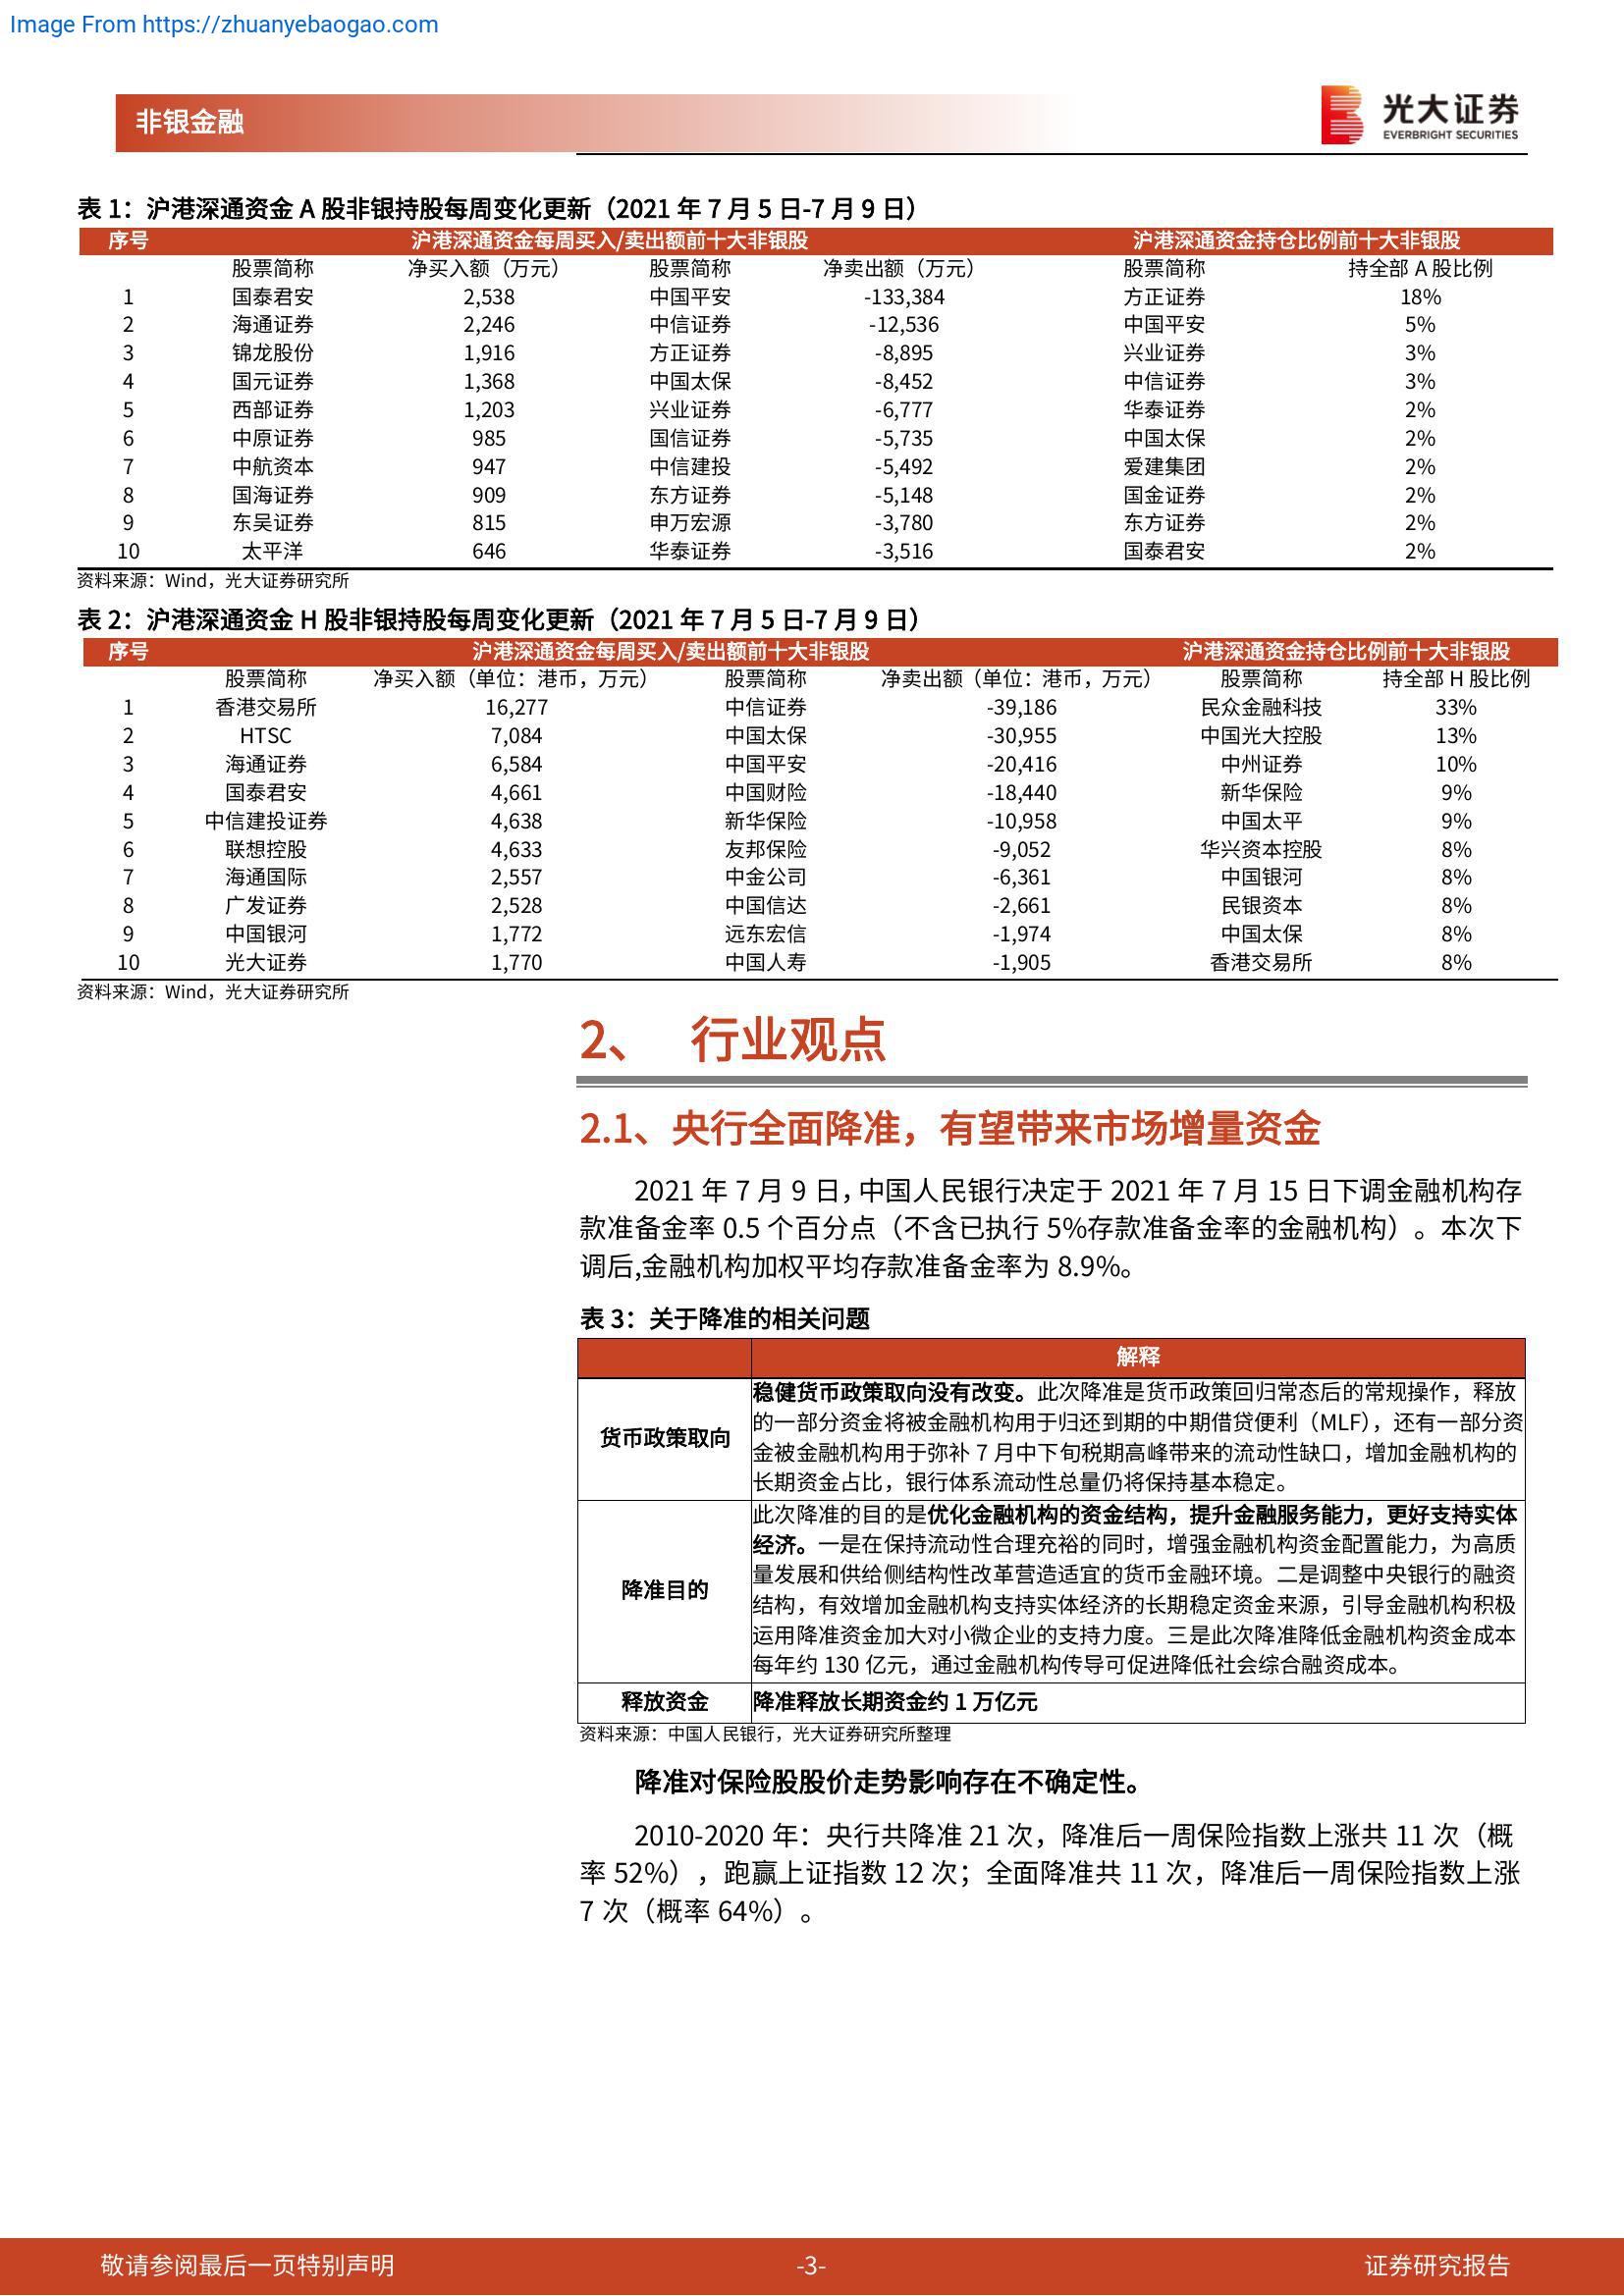 Image From https://zhuanyebaogao.com
非银金融
光大证券
EVERBRIGHT SECURITIES
表 1：沪港深通资金 A 股非银持股每周变化更新（2021 年 7 月 5 日-7 月 9 日）
序号 沪港深通资金每周买入/卖出额前十大非银股 沪港深通资金持仓比例前十大非银股
股票简称 净买入额（万元） 股票简称 净卖出额（万元） 股票简称 持全部 A 股比例
1 国泰君安 2,538 中国平安 -133,384 方正证券 18%
2 海通证券 2,246 中信证券 -12,536 中国平安 5%
3 锦龙股份 1,916 方正证券 -8,895 兴业证券 3%
4 国元证券 1,368 中国太保 -8,452 中信证券 3%
5 西部证券 1,203 兴业证券 -6,777 华泰证券 2%
6 中原证券 985 国信证券 -5,735 中国太保 2%
7 中航资本 947 中信建投 -5,492 爱建集团 2%
8 国海证券 909 东方证券 -5,148 国金证券 2%
9 东吴证券 815 申万宏源 -3,780 东方证券 2%
10 太平洋 646 华泰证券 -3,516 国泰君安 2%
资料来源：Wind，光大证券研究所
表 2：沪港深通资金 H 股非银持股每周变化更新（2021 年 7 月 5 日-7 月 9 日）
序号 沪港深通资金每周买入/卖出额前十大非银股 沪港深通资金持仓比例前十大非银股
股票简称 净买入额（单位：港币，万元） 股票简称 净卖出额（单位：港币，万元） 股票简称 持全部 H 股比例
1 香港交易所 16,277 中信证券 -39,186 民众金融科技 33%
2 HTSC 7,084 中国太保 -30,955 中国光大控股 13%
3 海通证券 6,584 中国平安 -20,416 中州证券 10%
4 国泰君安 4,661 中国财险 -18,440 新华保险 9%
5 中信建投证券 4,638 新华保险 -10,958 中国太平 9%
6 联想控股 4,633 友邦保险 -9,052 华兴资本控股 8%
7 海通国际 2,557 中金公司 -6,361 中国银河 8%
8 广发证券 2,528 中国信达 -2,661 民银资本 8%
9 中国银河 1,772 远东宏信 -1,974 中国太保 8%
10 光大证券 1,770 中国人寿 -1,905 香港交易所 8%
资料来源：Wind，光大证券研究所
2、 行业观点
2.1、央行全面降准，有望带来市场增量资金
2021 年 7 月 9 日，中国人民银行决定于 2021 年 7 月 15 日下调金融机构存
款准备金率 0.5 个百分点（不含已执行 5%存款准备金率的金融机构）。本次下
调后,金融机构加权平均存款准备金率为 8.9%。
表 3：关于降准的相关问题
解释
稳健货币政策取向没有改变。此次降准是货币政策回归常态后的常规操作，释放
的一部分资金将被金融机构用于归还到期的中期借贷便利（MLF），还有一部分资
货币政策取向
金被金融机构用于弥补 7 月中下旬税期高峰带来的流动性缺口，增加金融机构的
长期资金占比，银行体系流动性总量仍将保持基本稳定。
此次降准的目的是优化金融机构的资金结构，提升金融服务能力，更好支持实体
经济。一是在保持流动性合理充裕的同时，增强金融机构资金配置能力，为高质
量发展和供给侧结构性改革营造适宜的货币金融环境。二是调整中央银行的融资
降准目的
结构，有效增加金融机构支持实体经济的长期稳定资金来源，引导金融机构积极
运用降准资金加大对小微企业的支持力度。三是此次降准降低金融机构资金成本
每年约 130 亿元，通过金融机构传导可促进降低社会综合融资成本。
释放资金 降准释放长期资金约 1 万亿元
资料来源：中国人民银行，光大证券研究所整理
降准对保险股股价走势影响存在不确定性。
2010-2020 年：央行共降准 21 次，降准后一周保险指数上涨共 11 次（概
率 52%），跑赢上证指数 12 次；全面降准共 11 次，降准后一周保险指数上涨
7 次（概率 64%）。
敬请参阅最后一页特别声明 -3- 证券研究报告